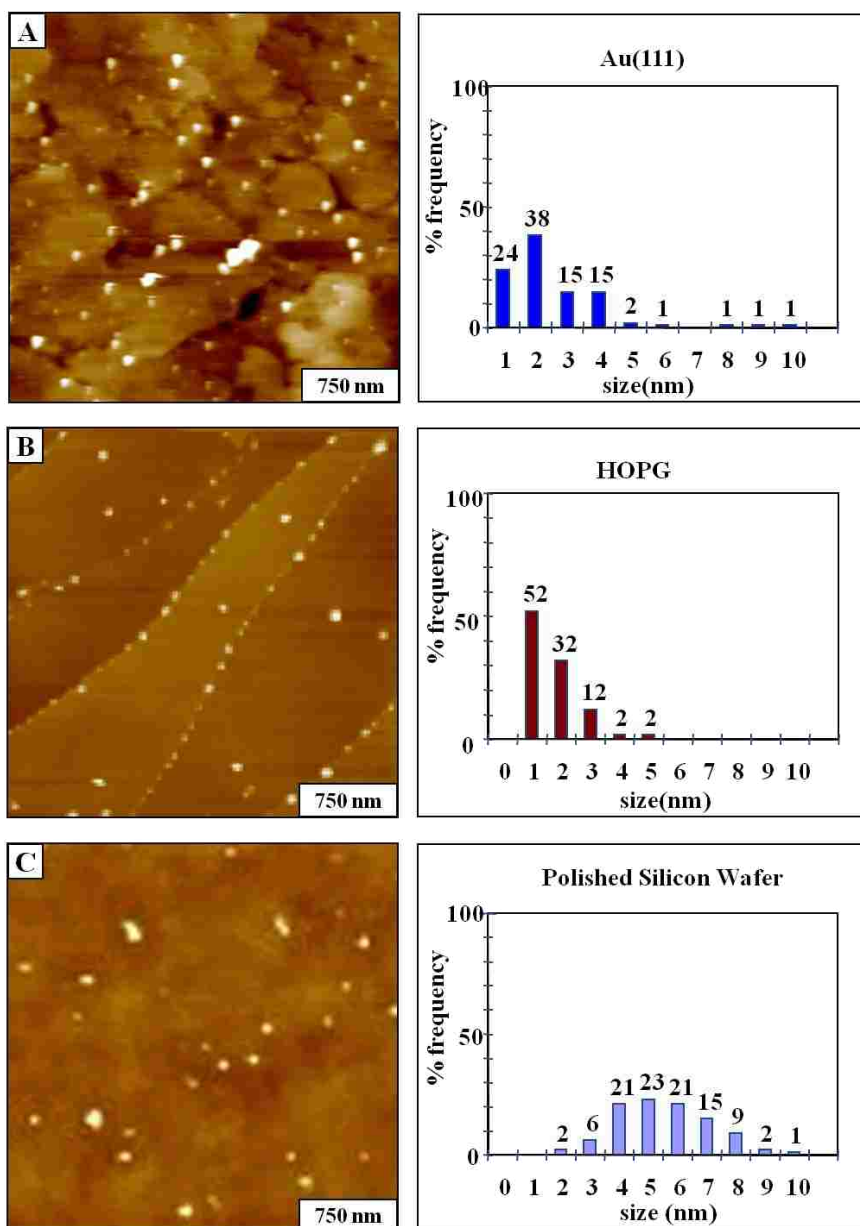 A
750 nm
Au(111)
% frequency
100
50
0
24
38
15
15
2
1
1
1
1
1 2 3 4 5 6 7 8 9 10
size(nm)
B
750 nm
HOPG
% frequency
100
50
0
52
32
12
2
2
0 1 2 3 4 5 6 7 8 9 10
size(nm)
C
750 nm
Polished Silicon Wafer
% frequency
100
50
0
2
6
21
23
21
15
9
2
1
0 1 2 3 4 5 6 7 8 9 10
size (nm)